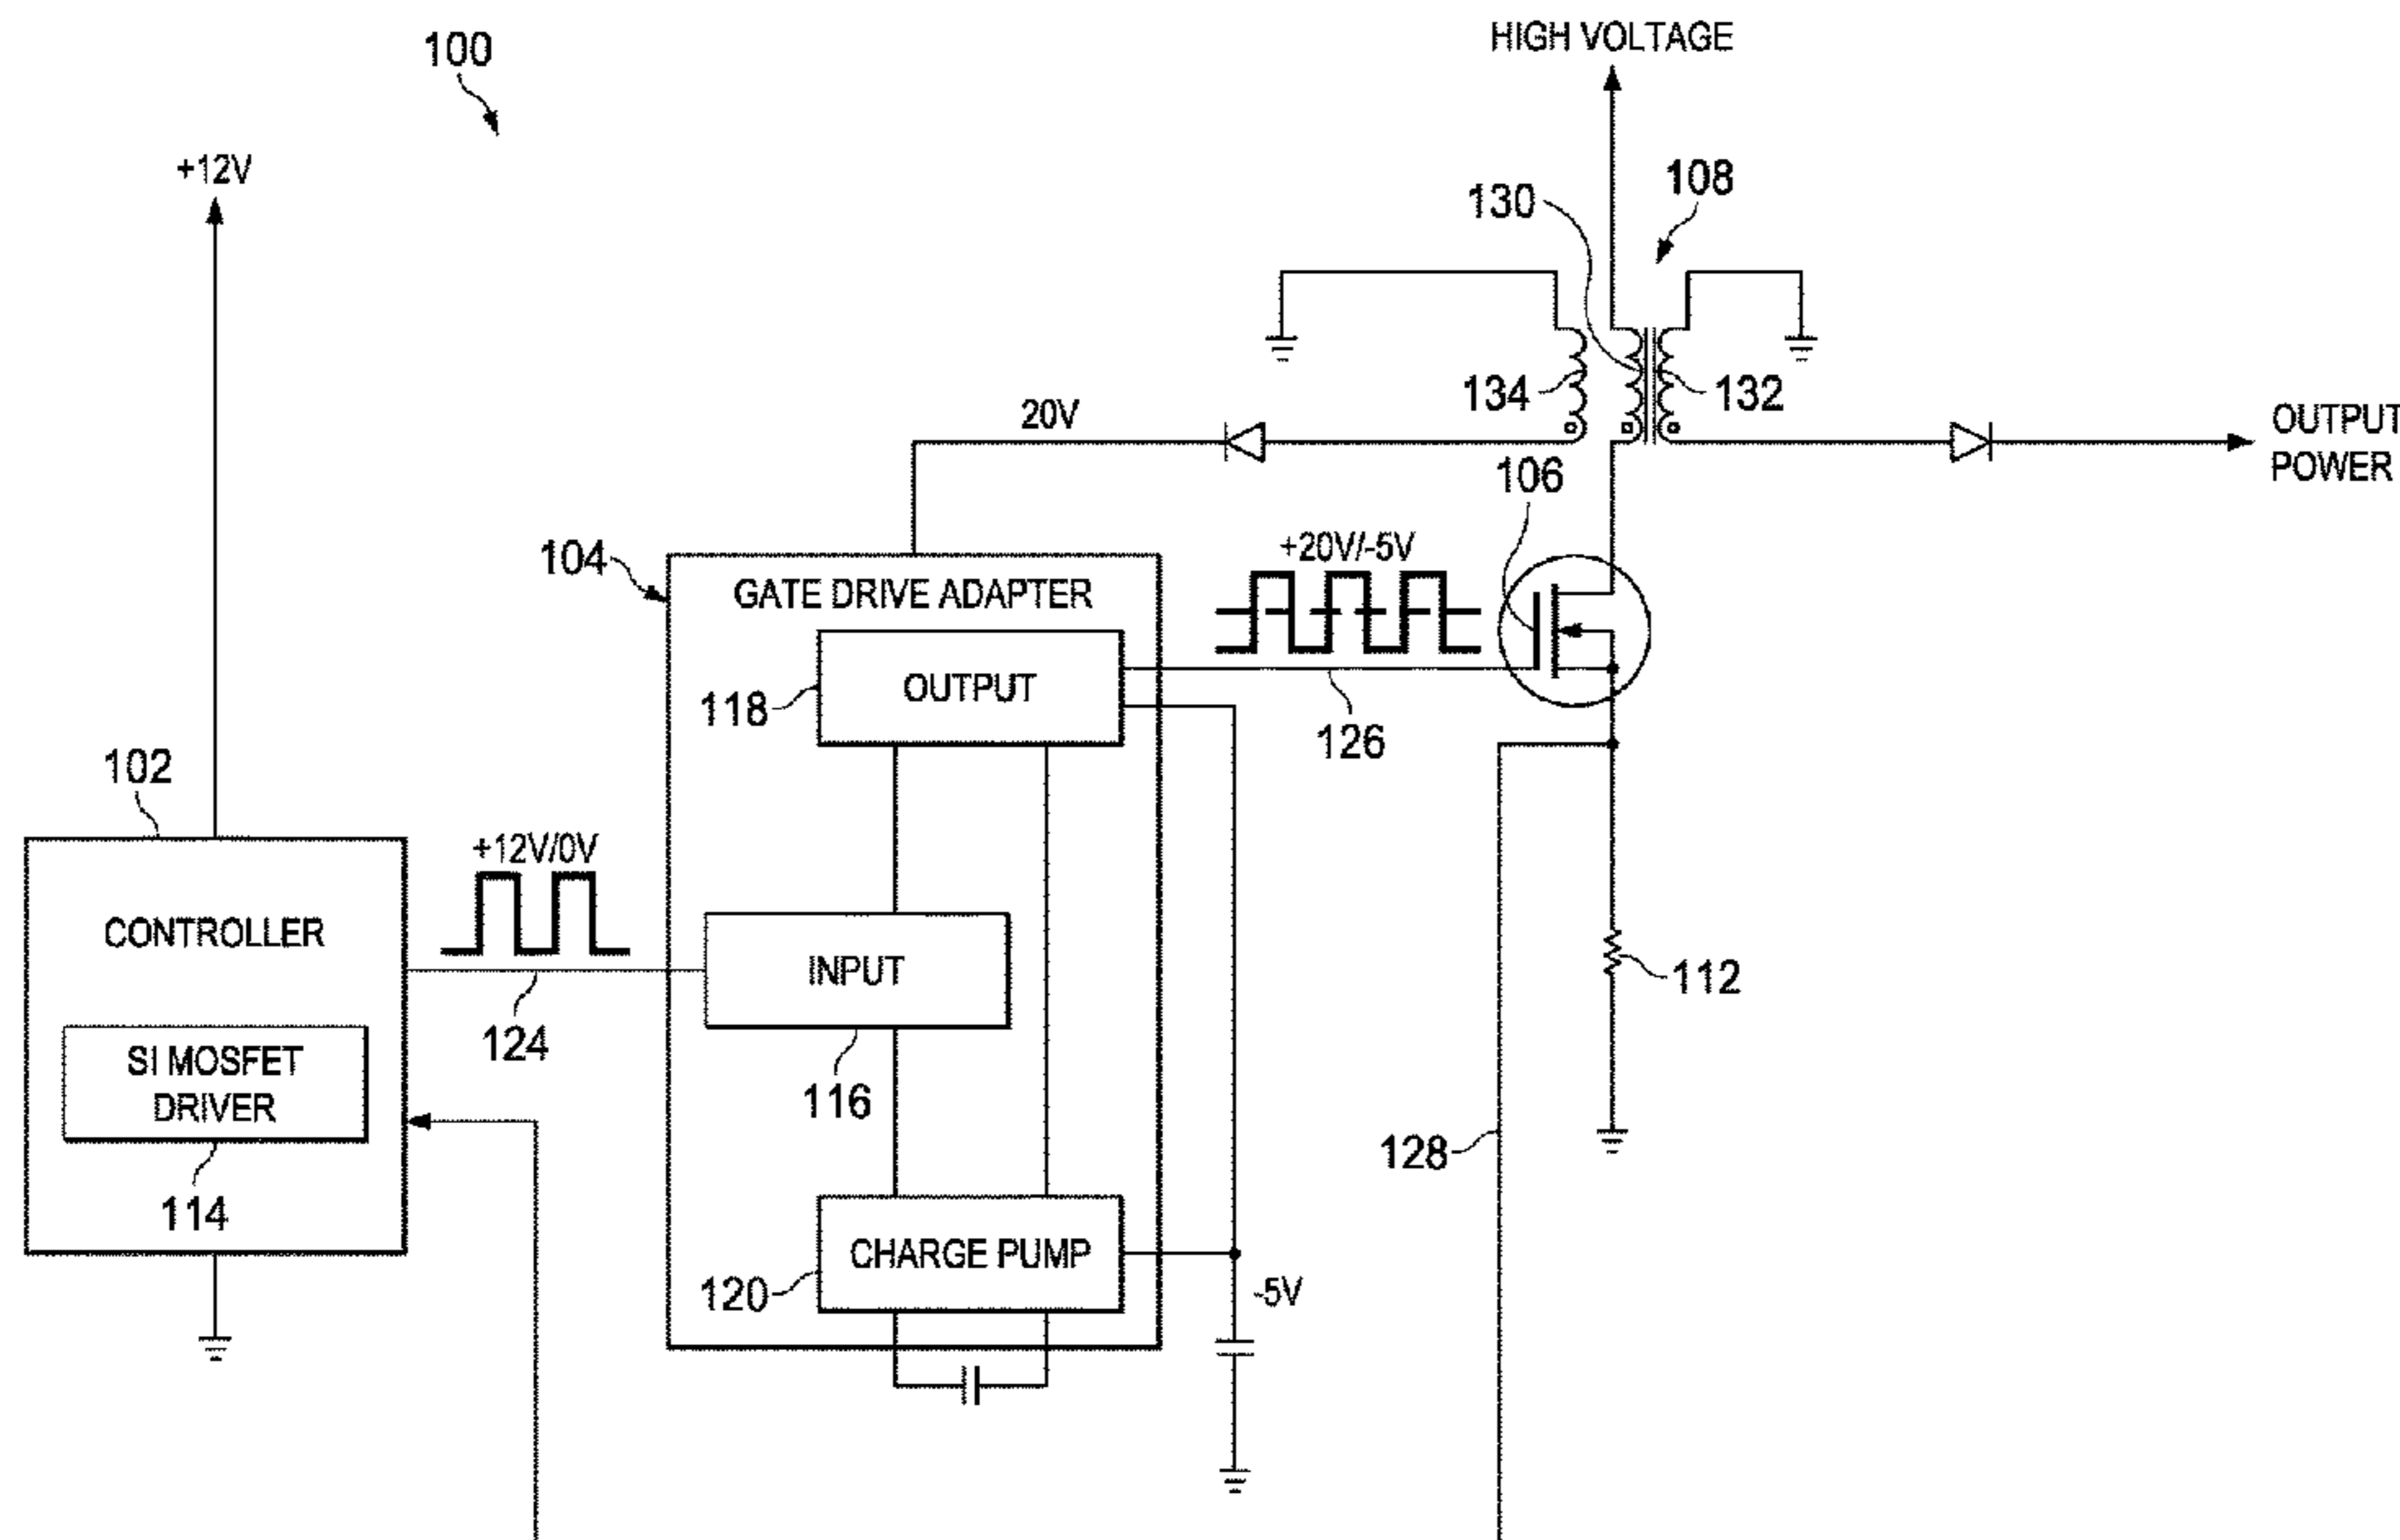 100
HIGH VOLTAGE
+12V
130
108
134
132
20V
OUTPUT
POWER
106
104
GATE DRIVE ADAPTER
+20V/-5V
OUTPUT
118
126
102
+12V/0V
CONTROLLER
INPUT
112
124
SI MOSFET
DRIVER
116
128
114
CHARGE PUMP
120
-5V